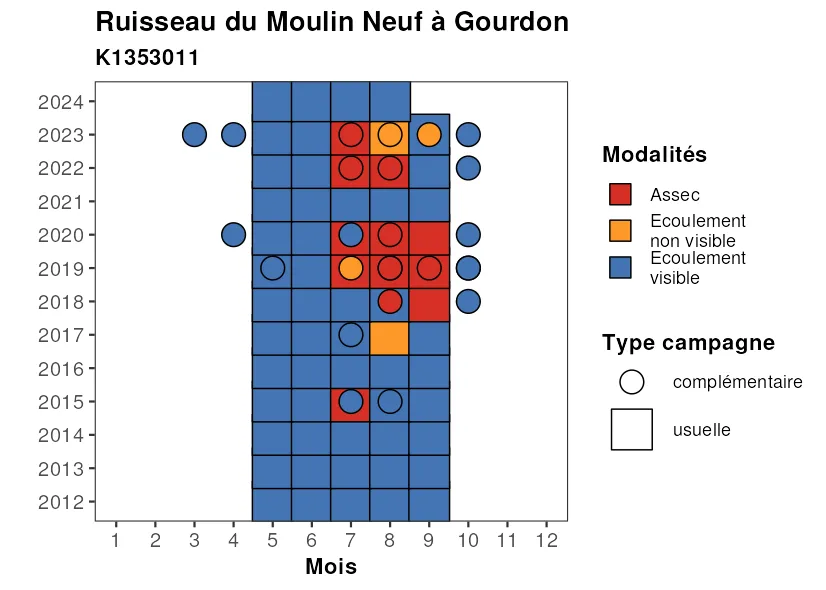 Ruisseau du Moulin Neuf à Gourdon
K1353011
2024
2023
2022
2021
2020
2019
2018
2017
2016
2015
2014
2013
2012
1 2 3 4 5 6 7 8 9 10 11 12
Mois
Modalités
Assec
Ecoulement
non visible
Ecoulement
visible
Type campagne
complémentaire
usuelle